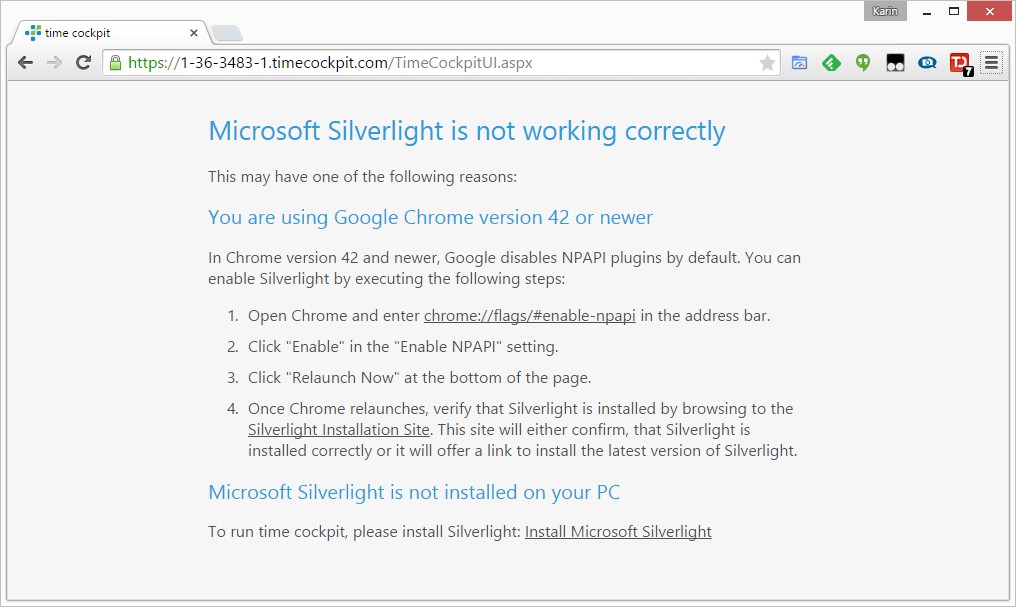 Karin
time cockpit
https://1-36-3483-1.timecockpit.com/TimeCockpitUI.aspx
7
Microsoft Silverlight is not working correctly
This may have one of the following reasons:
You are using Google Chrome version 42 or newer
In Chrome version 42 and newer, Google disables NPAPI plugins by default. You can
enable Silverlight by executing the following steps:
1. Open Chrome and enter chrome://flags/#enable-npapi in the address bar.
2. Click "Enable" in the "Enable NPAPI" setting.
3. Click "Relaunch Now" at the bottom of the page.
4. Once Chrome relaunches, verify that Silverlight is installed by browsing to the
Silverlight Installation Site. This site will either confirm, that Silverlight is
installed correctly or it will offer a link to install the latest version of Silverlight.
Microsoft Silverlight is not installed on your PC
To run time cockpit, please install Silverlight: Install Microsoft Silverlight